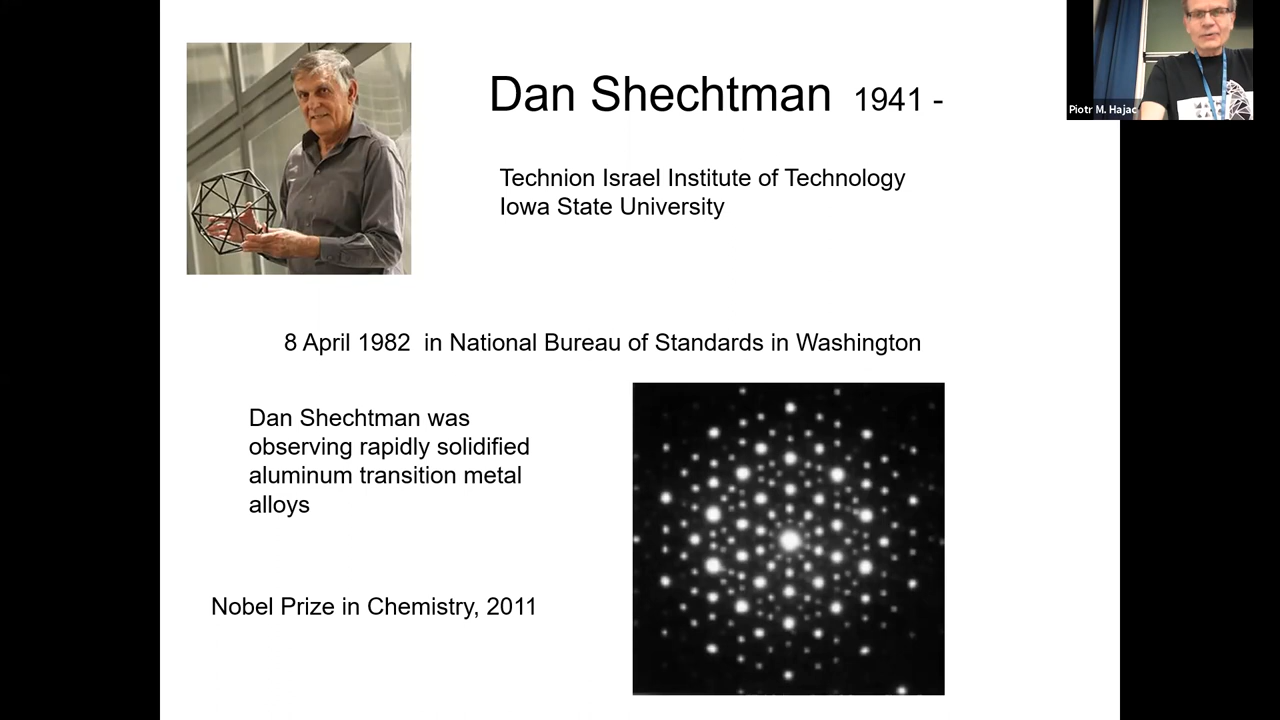 Dan Shechtman 1941 -
Piotr M. Hajac
Technion Israel Institute of Technology
Iowa State University
8 April 1982 in National Bureau of Standards in Washington
Dan Shechtman was
observing rapidly solidified
aluminum transition metal
alloys
Nobel Prize in Chemistry, 2011